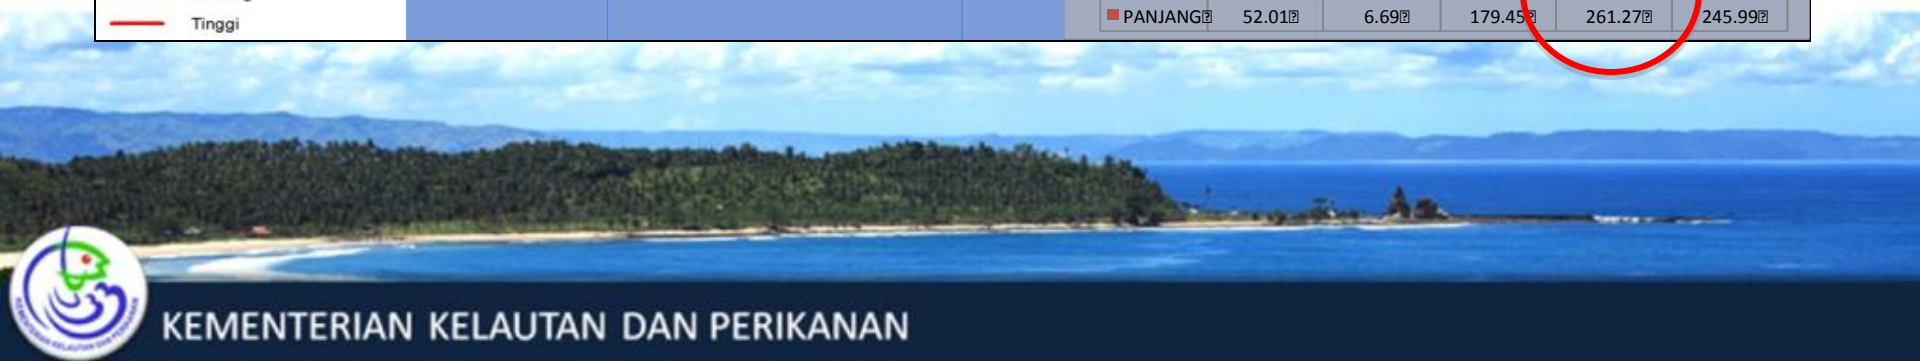 Tinggi
PANJANG 52.01 6.69 179.45 261.27 245.99
KEMENTERIAN KELAUTAN DAN PERIKANAN